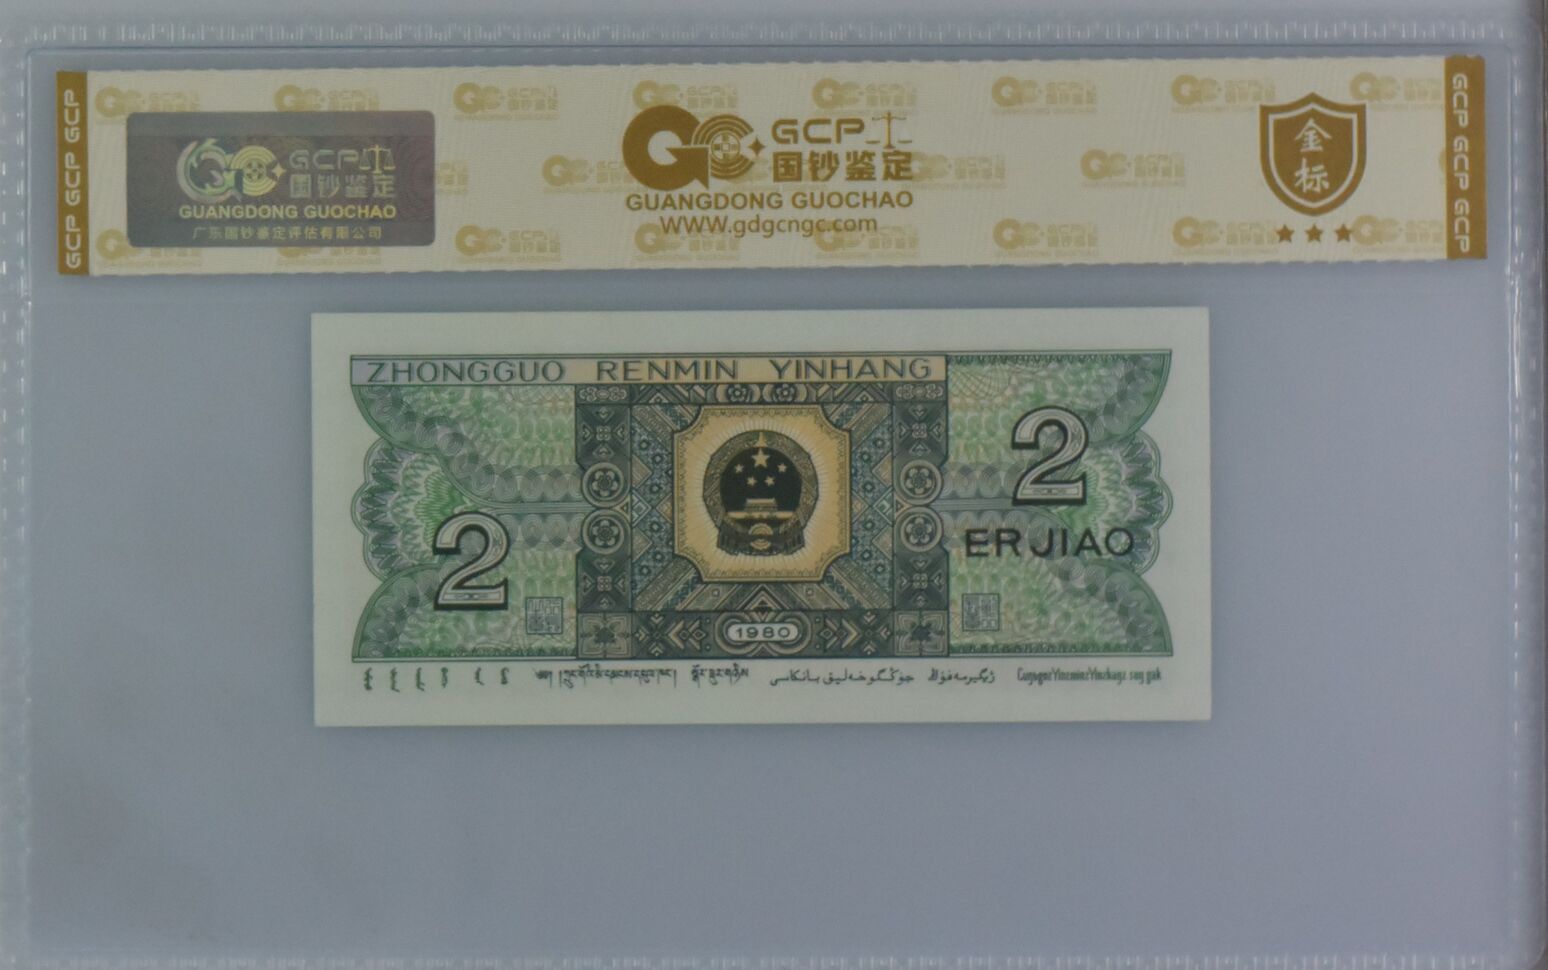 GCP GCP GCP
GCP 国钞鉴定
GUANGDONG GUOCHAO
广东国钞鉴定评估有限公司
GCP
国钞鉴定
GUANGDONG GUOCHAO
WWW.gdgcngc.com
金标
GCP GCP GCP
ZHONGGUO RENMIN YINHANG
2
ERJIAO
2
1980